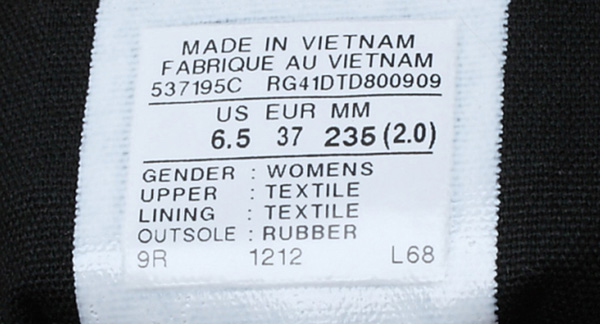 MADE IN VIETNAM
FABRIQUE AU VIETNAM
537195C RG41DTD800909
US EUR MM
6.5 37 235 (2.0)
GENDER : WOMENS
UPPER : TEXTILE
LINING : TEXTILE
OUTSOLE : RUBBER
9R 1212 L68